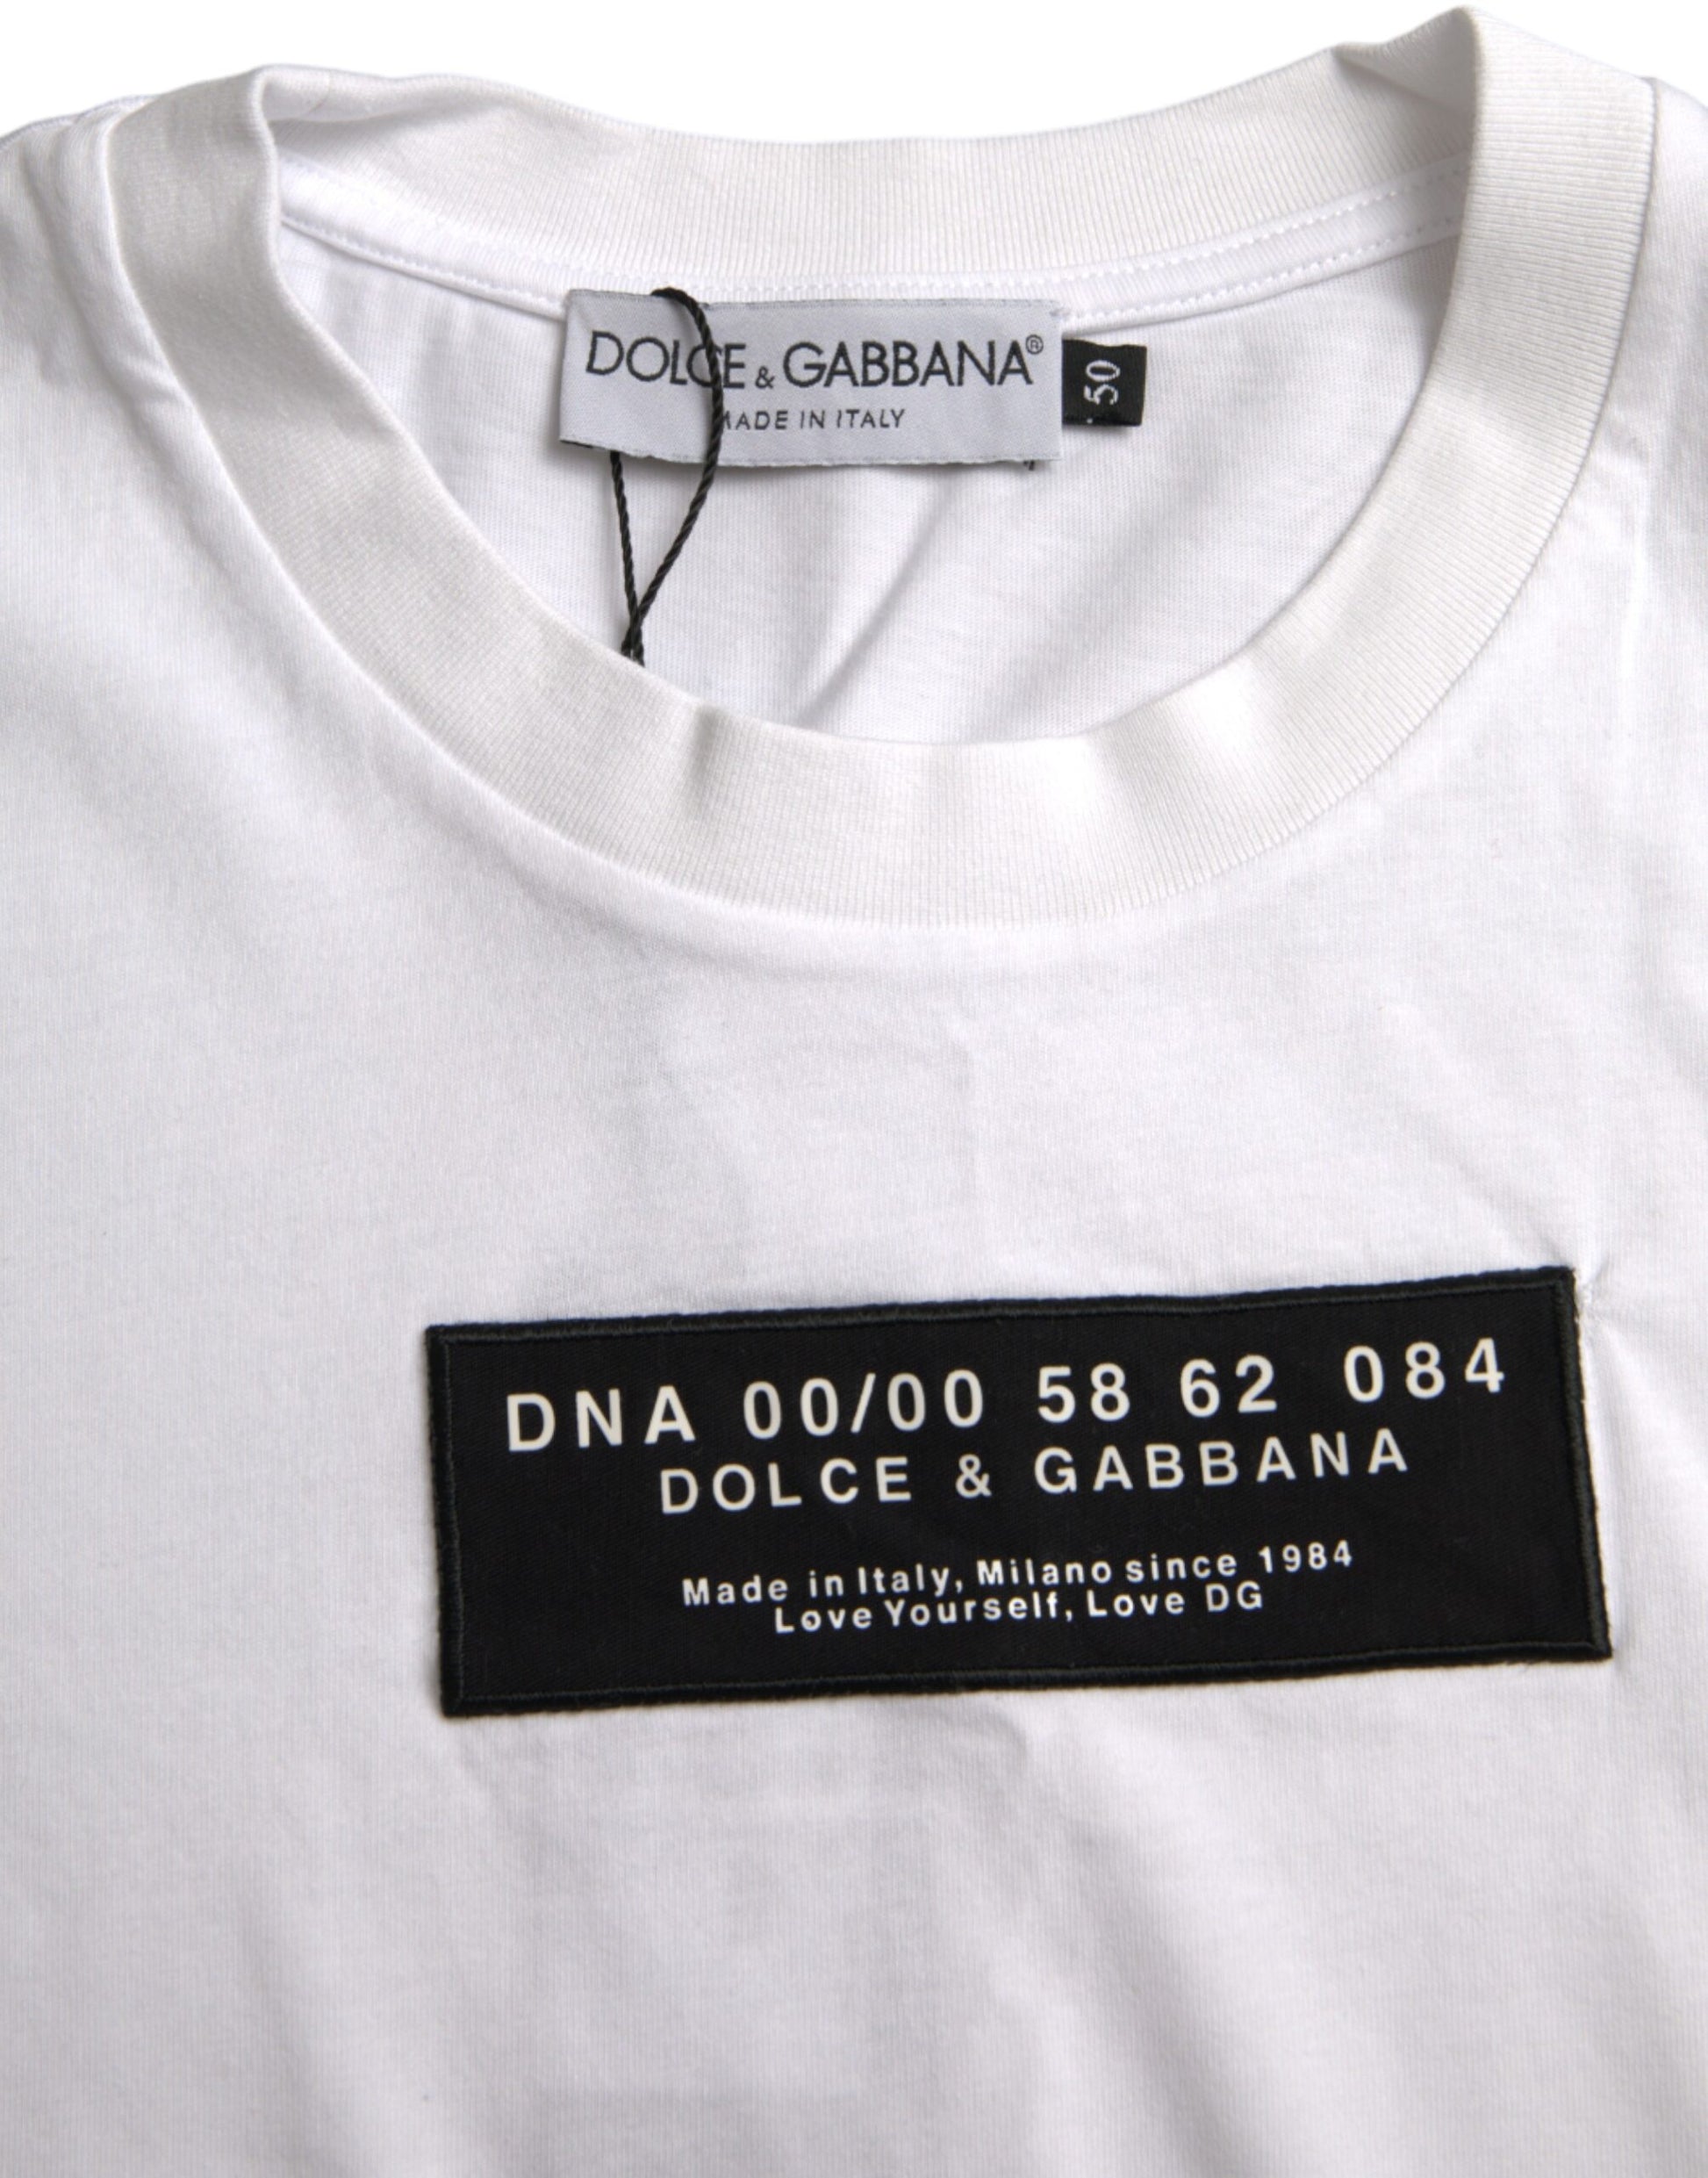 DOLCE & GABBANA®
MADE IN ITALY
50
DNA 00/00 58 62 084
DOLCE & GABBANA
Made in Italy, Milano since 1984
Love Yourself, Love DG